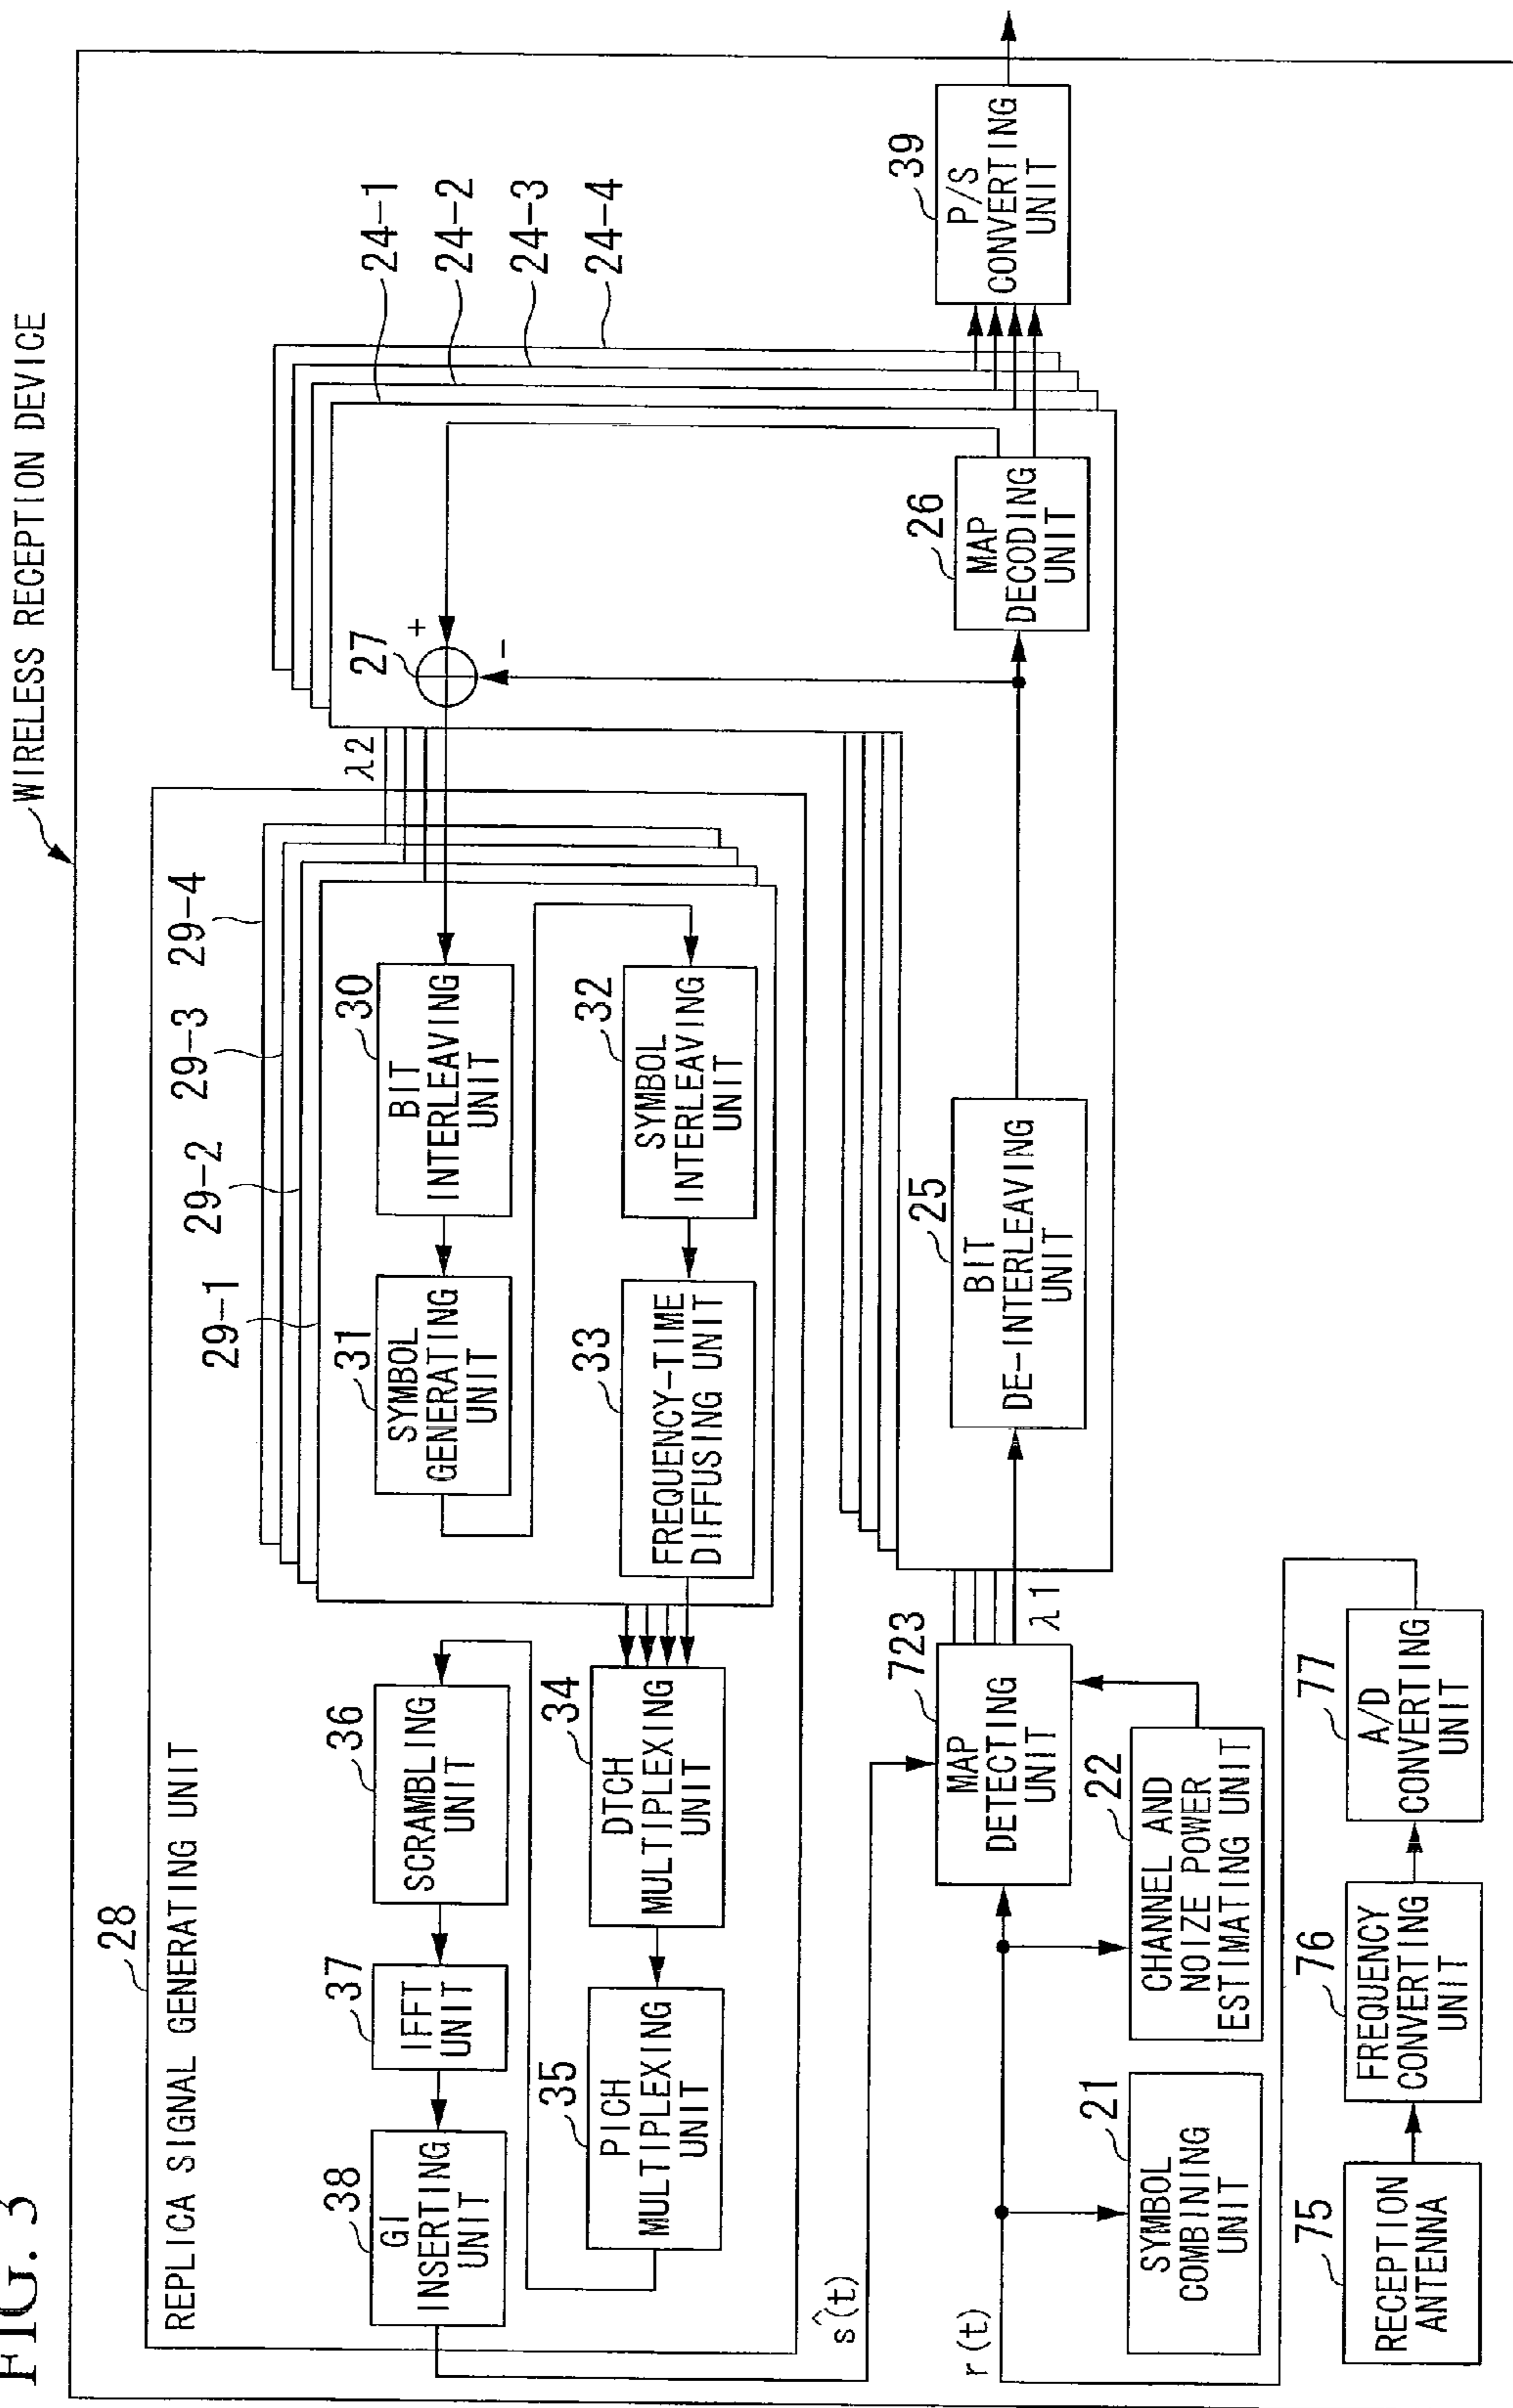 FIG. 3
WIRELESS RECEPTION DEVICE
28
REPLICA SIGNAL GENERATING UNIT
29-1
29-2
29-3
29-4
38
GI
INSERTING
UNIT
37
IFFT
UNIT
36
SCRAMBLING
UNIT
31
SYMBOL
GENERATING
UNIT
30
BIT
INTERLEAVING
UNIT
35
PICH
MULTIPLEXING
UNIT
34
DTCH
MULTIPLEXING
UNIT
33
FREQUENCY-TIME
DIFFUSING UNIT
32
SYMBOL
INTERLEAVING
UNIT
λ2
27
+
-
24-1
24-2
24-3
24-4
ŝ(t)
r(t)
723
MAP
DETECTING
UNIT
λ1
25
BIT
DE-INTERLEAVING
UNIT
26
MAP
DECODING
UNIT
39
P/S
CONVERTING
UNIT
21
SYMBOL
COMBINING
UNIT
22
CHANNEL AND
NOIZE POWER
ESTIMATING UNIT
75
RECEPTION
ANTENNA
76
FREQUENCY
CONVERTING
UNIT
77
A/D
CONVERTING
UNIT